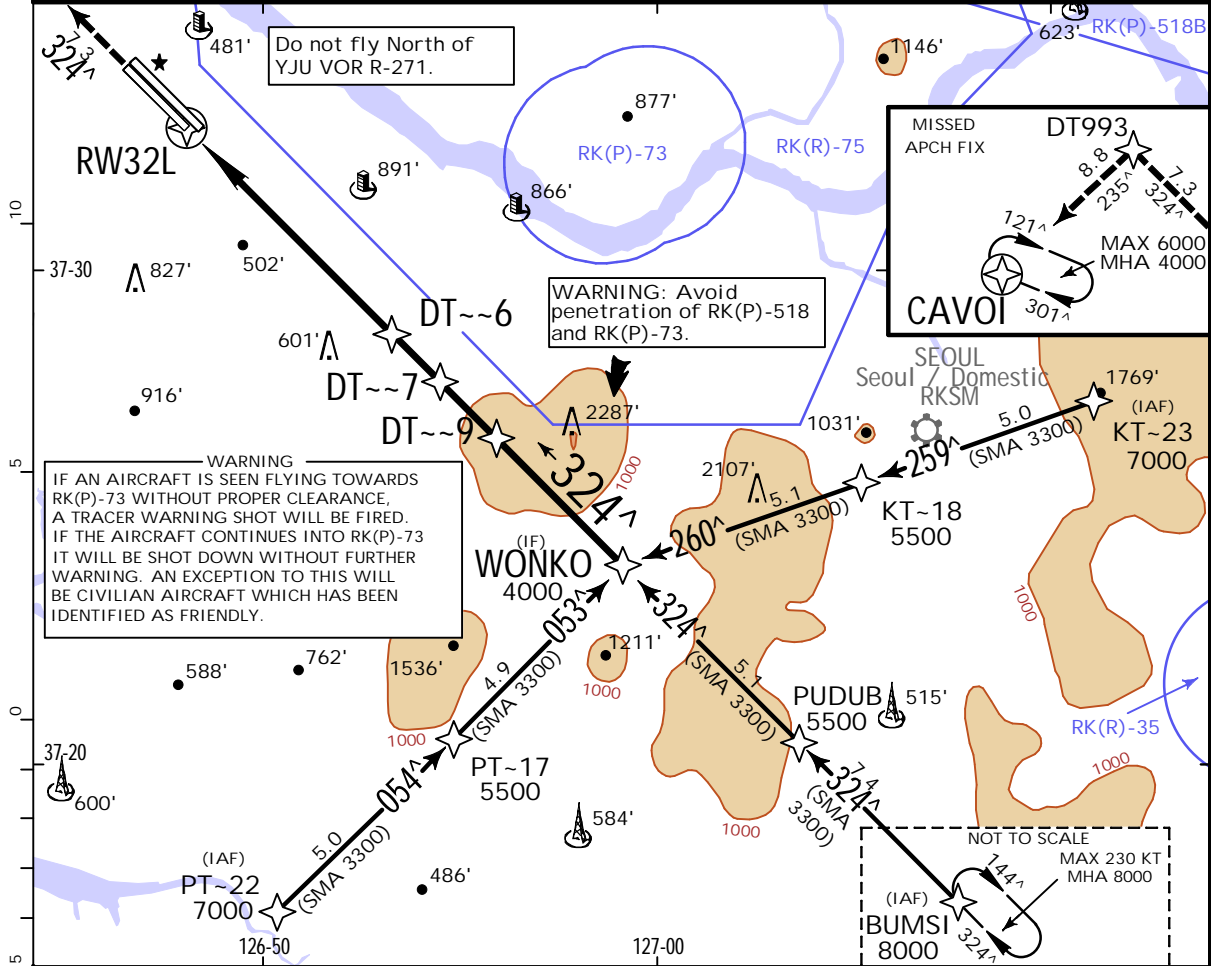 7.3
324^
481'
Do not fly North of
YJU VOR R-271.
1146'
623'
RK(P)-518B
877'
RK(P)-73
RK(R)-75
MISSED
APCH FIX
DT993
8.8
235^
7.3
324^
121^
MAX 6000
MHA 4000
CAVOI
301^
RW32L
891'
866'
10
37-30
827'
502'
WARNING: Avoid
penetration of RK(P)-518
and RK(P)-73.
DT~~6
601'
DT~~7
916'
DT~~9
2287'
1000
324^
SEOUL
Seoul / Domestic
RKSM
1769'
(IAF)
KT~23
7000
5.0
(SMA 3300)
259^
1031'
2107'
5.1
(SMA 3300)
260^
KT~18
5500
5
WARNING
IF AN AIRCRAFT IS SEEN FLYING TOWARDS
RK(P)-73 WITHOUT PROPER CLEARANCE,
A TRACER WARNING SHOT WILL BE FIRED.
IF THE AIRCRAFT CONTINUES INTO RK(P)-73
IT WILL BE SHOT DOWN WITHOUT FURTHER
WARNING. AN EXCEPTION TO THIS WILL
BE CIVILIAN AIRCRAFT WHICH HAS BEEN
IDENTIFIED AS FRIENDLY.
(IF)
WONKO
4000
053^
324^
1000
588'
762'
1536'
1000
4.9
(SMA 3300)
1211'
1000
5.1
(SMA 3300)
PUDUB
5500
515'
RK(R)-35
0
37-20
600'
PT~17
5500
054^
5.0
(SMA 3300)
584'
1000
7.4
324^
(SMA
3300)
1000
(IAF)
PT~22
7000
486'
NOT TO SCALE
MAX 230 KT
MHA 8000
144^
(IAF)
BUMSI
8000
324^
5
126-50
127-00